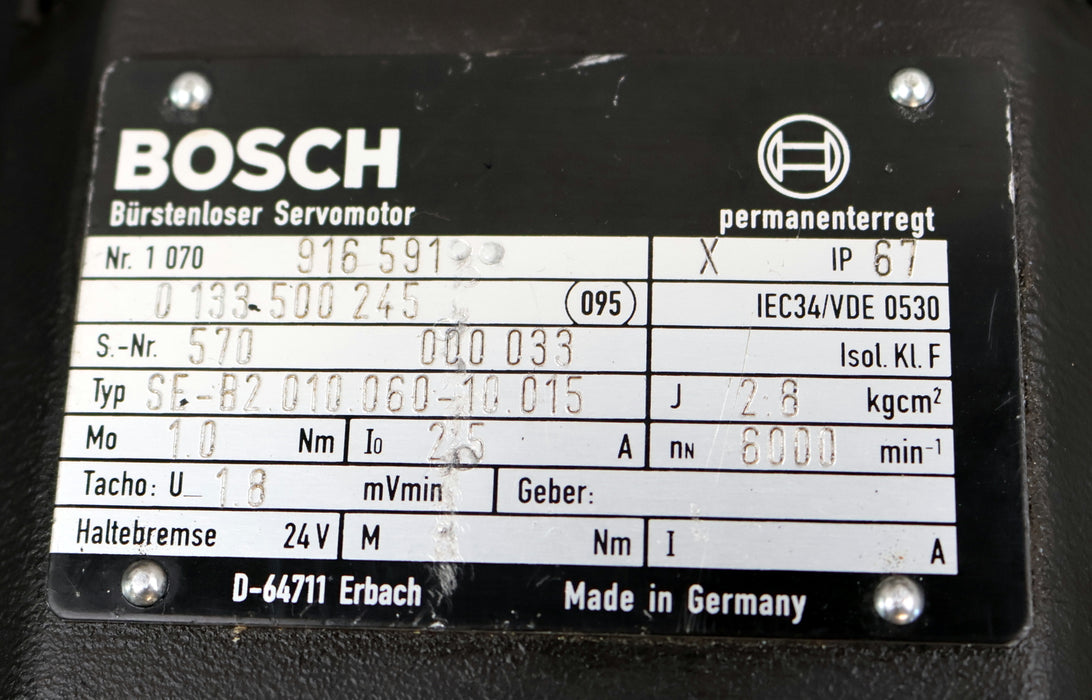 BOSCH
Bürstenloser Servomotor
permanenterregt
Nr. 1 070 916 591 X IP 67
0 133-500 245 095 IEC34/VDE 0530
S.-Nr. 570 000 033 Isol. Kl. F
Typ SE-B2.010.060-10.015 J 2.8 kgcm²
Mo 1.0 Nm I0 2.5 A nN 6000 min⁻¹
Tacho: U_ 1.8 mVmin Geber:
Haltebremse 24 V M Nm I A
D-64711 Erbach Made in Germany